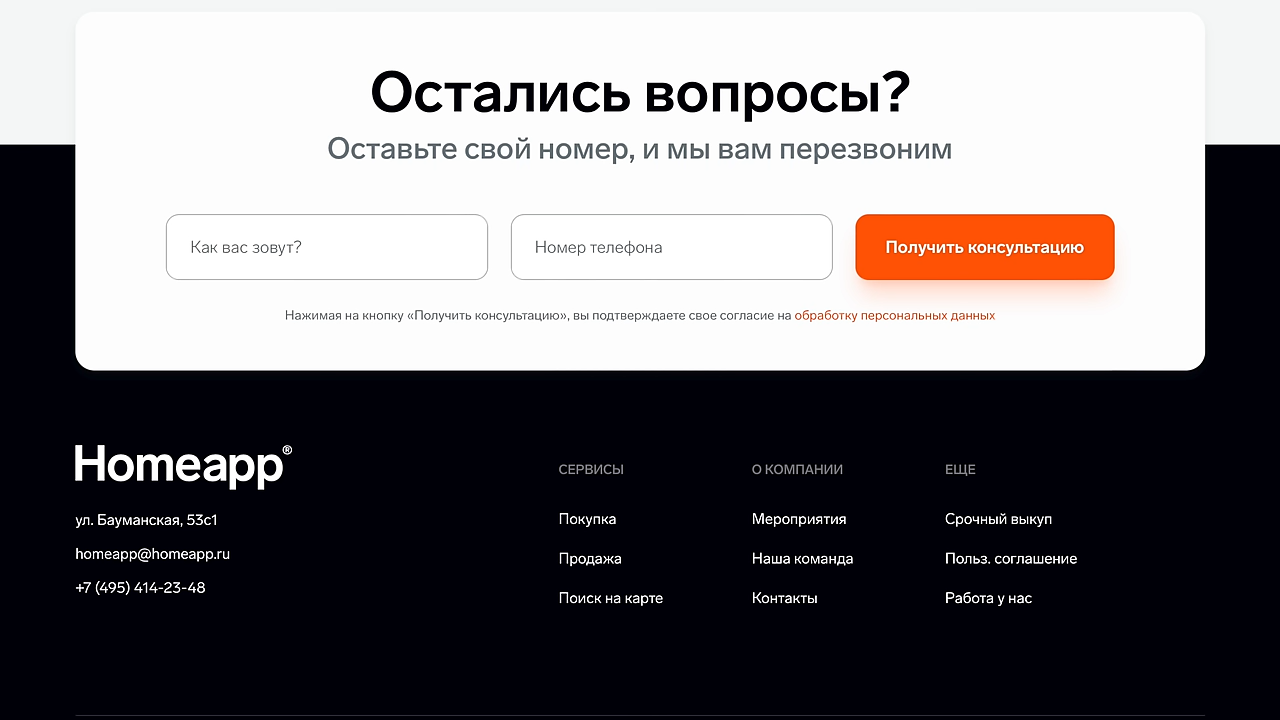 Остались вопросы?
Оставьте свой номер, и мы вам перезвоним
Как вас зовут?
Номер телефона
Получить консультацию
Нажимая на кнопку «Получить консультацию», вы подтверждаете свое согласие на обработку персональных данных
Homeapp®
ул. Бауманская, 53с1
homeapp@homeapp.ru
+7 (495) 414-23-48
СЕРВИСЫ
Покупка
Продажа
Поиск на карте
О КОМПАНИИ
Мероприятия
Наша команда
Контакты
ЕЩЕ
Срочный выкуп
Польз. соглашение
Работа у нас